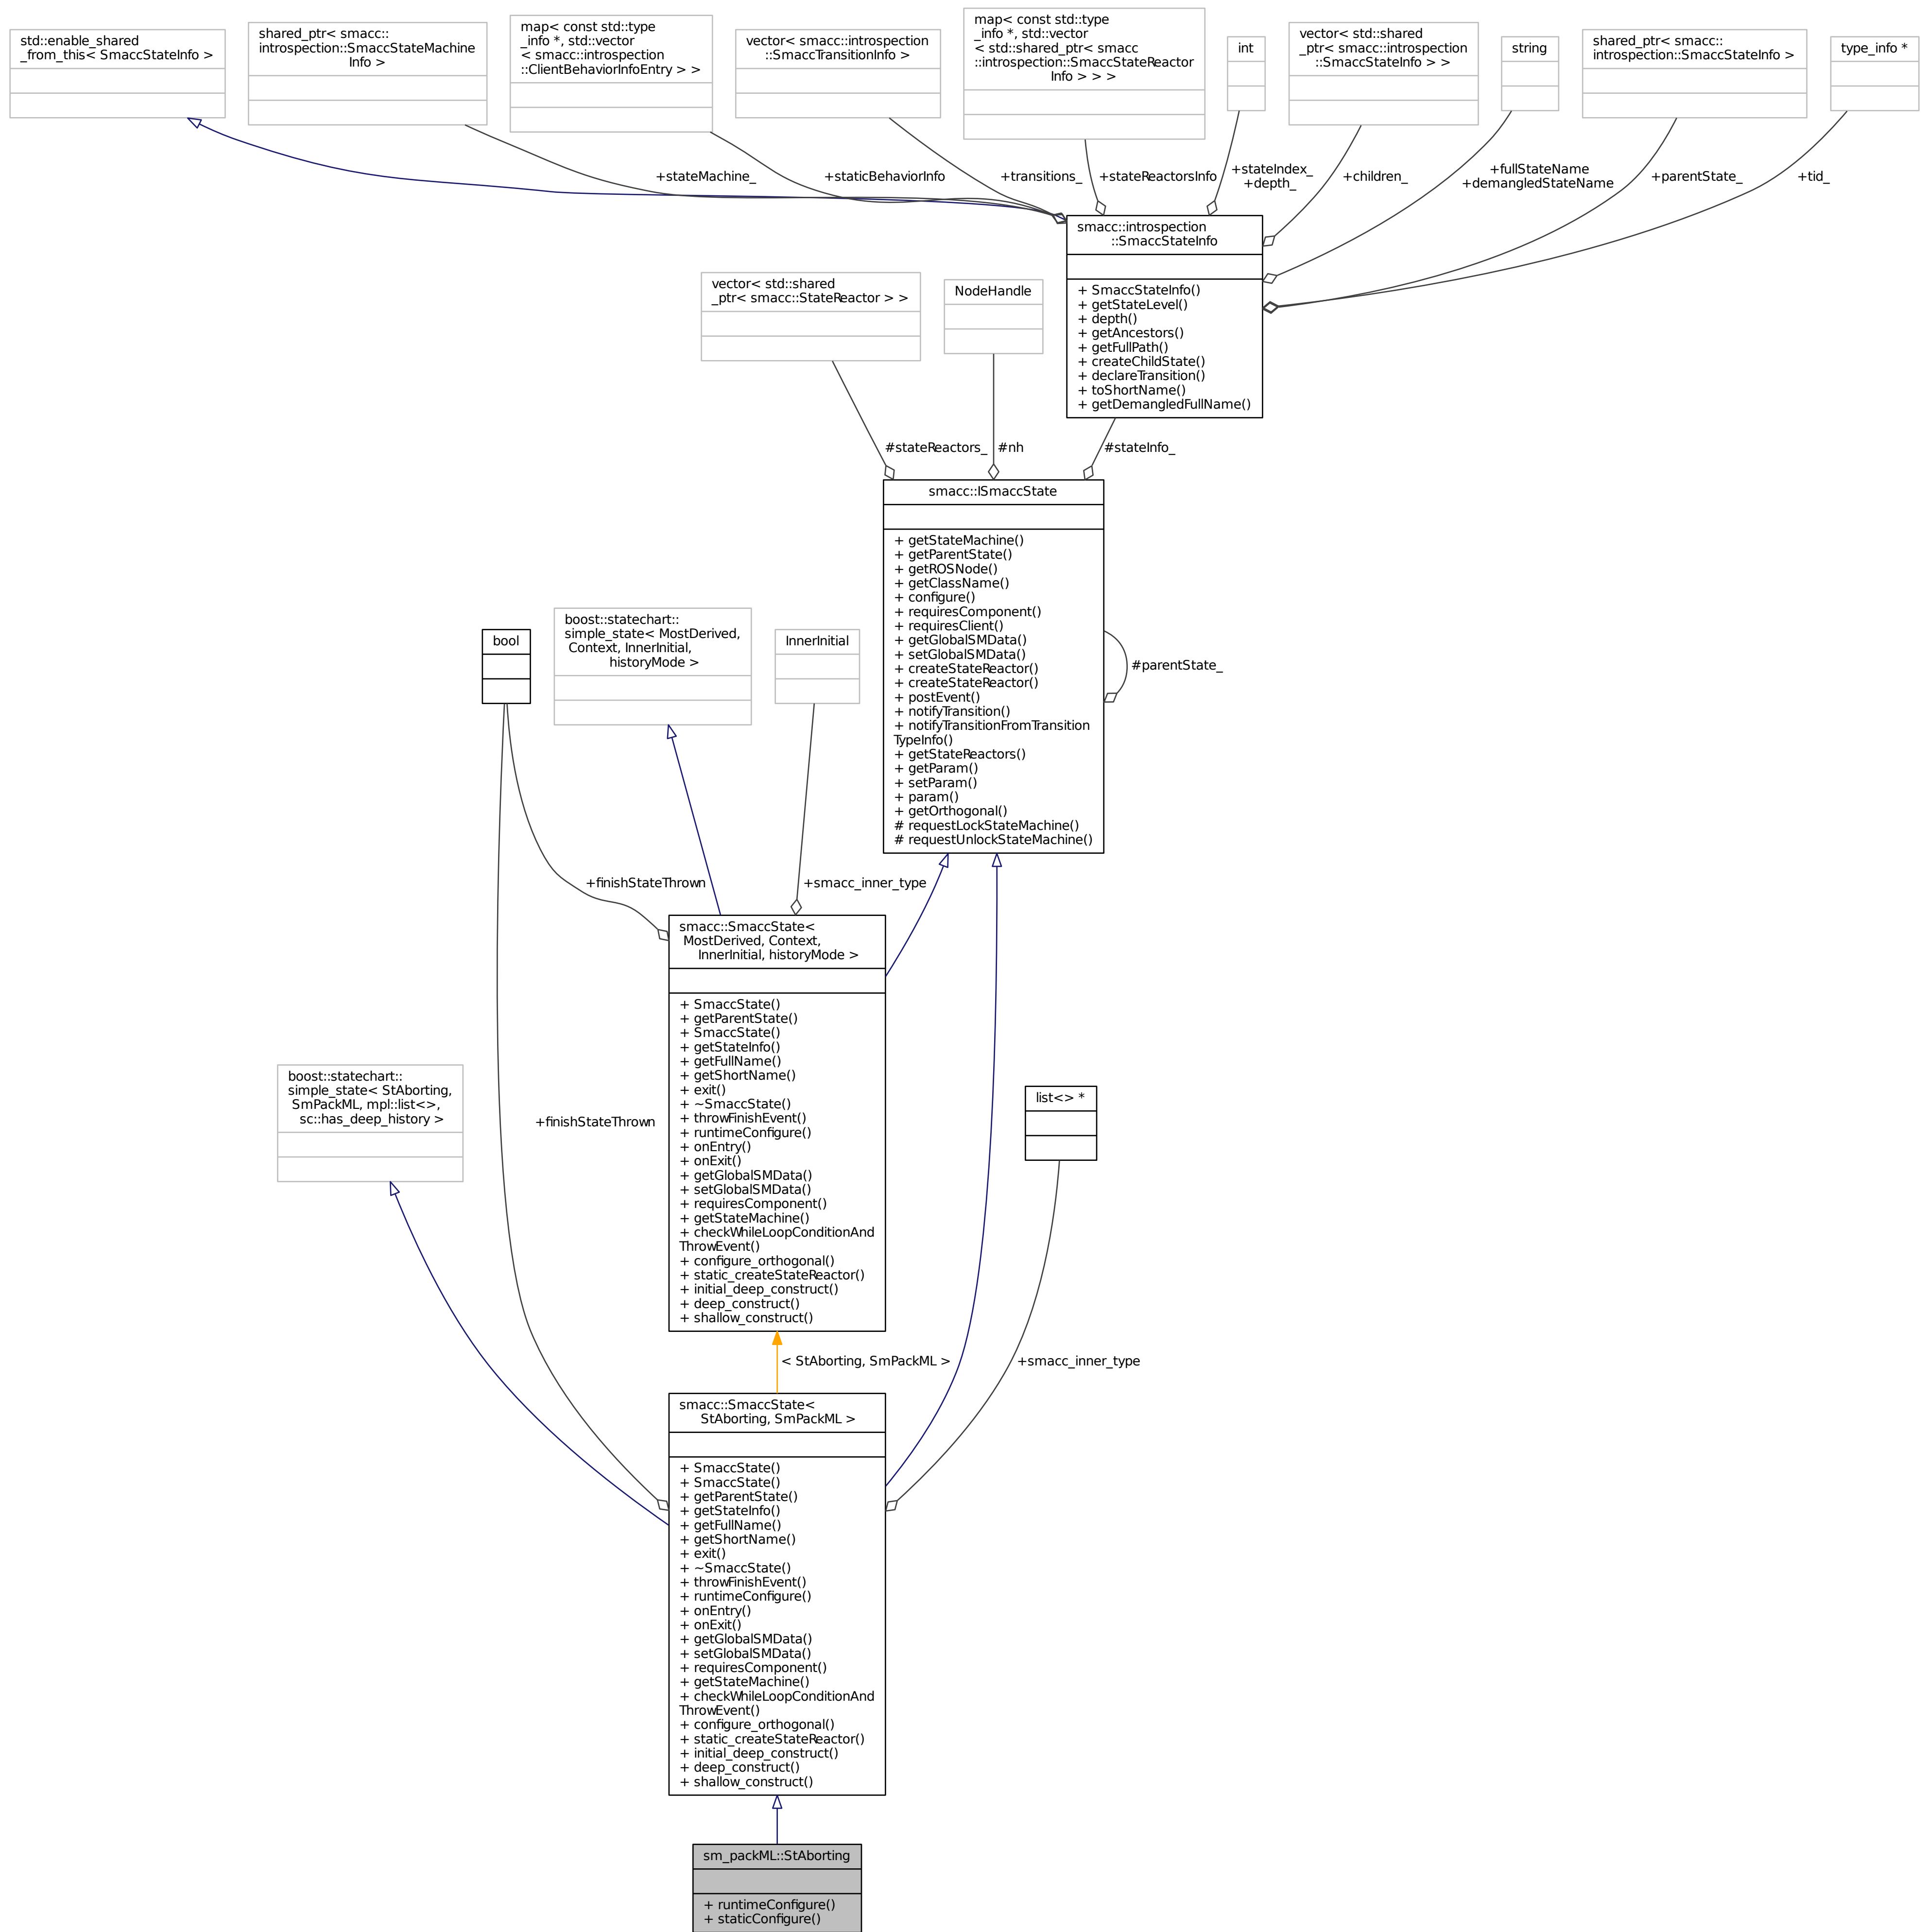 std::enable_shared
_from_this< SmaccStateInfo >
shared_ptr< smacc::
introspection::SmaccStateMachine
Info >
map< const std::type
_info *, std::vector
< smacc::introspection
::ClientBehaviorInfoEntry > >
vector< smacc::introspection
::SmaccTransitionInfo >
map< const std::type
_info *, std::vector
< std::shared_ptr< smacc
::introspection::SmaccStateReactor
Info > > >
int
vector< std::shared
_ptr< smacc::introspection
::SmaccStateInfo > >
string
shared_ptr< smacc::
introspection::SmaccStateInfo >
type_info *
+stateMachine_
+staticBehaviorInfo
+transitions_
+stateReactorsInfo
+stateIndex_
+depth_
+children_
+fullStateName
+demangledStateName
+parentState_
+tid_
smacc::introspection
::SmaccStateInfo
+ SmaccStateInfo()
+ getStateLevel()
+ depth()
+ getAncestors()
+ getFullPath()
+ createChildState()
+ declareTransition()
+ toShortName()
+ getDemangledFullName()
vector< std::shared
_ptr< smacc::StateReactor > >
NodeHandle
#stateReactors_
#nh
#stateInfo_
smacc::ISmaccState
+ getStateMachine()
+ getParentState()
+ getROSNode()
+ getClassName()
+ configure()
+ requiresComponent()
+ requiresClient()
+ getGlobalSMData()
+ setGlobalSMData()
+ createStateReactor()
+ createStateReactor()
+ postEvent()
+ notifyTransition()
+ notifyTransitionFromTransition
TypeInfo()
+ getStateReactors()
+ getParam()
+ setParam()
+ param()
+ getOrthogonal()
# requestLockStateMachine()
# requestUnlockStateMachine()
#parentState_
bool
boost::statechart::
simple_state< MostDerived,
Context, InnerInitial,
historyMode >
InnerInitial
+finishStateThrown
+smacc_inner_type
smacc::SmaccState<
MostDerived, Context,
InnerInitial, historyMode >
+ SmaccState()
+ getParentState()
+ SmaccState()
+ getStateInfo()
+ getFullName()
+ getShortName()
+ exit()
+ ~SmaccState()
+ throwFinishEvent()
+ runtimeConfigure()
+ onEntry()
+ onExit()
+ getGlobalSMData()
+ setGlobalSMData()
+ requiresComponent()
+ getStateMachine()
+ checkWhileLoopConditionAnd
ThrowEvent()
+ configure_orthogonal()
+ static_createStateReactor()
+ initial_deep_construct()
+ deep_construct()
+ shallow_construct()
boost::statechart::
simple_state< StAborting,
SmPackML, mpl::list<>,
sc::has_deep_history >
+finishStateThrown
list<> *
< StAborting, SmPackML >
+smacc_inner_type
smacc::SmaccState<
StAborting, SmPackML >
+ SmaccState()
+ SmaccState()
+ getParentState()
+ getStateInfo()
+ getFullName()
+ getShortName()
+ exit()
+ ~SmaccState()
+ throwFinishEvent()
+ runtimeConfigure()
+ onEntry()
+ onExit()
+ getGlobalSMData()
+ setGlobalSMData()
+ requiresComponent()
+ getStateMachine()
+ checkWhileLoopConditionAnd
ThrowEvent()
+ configure_orthogonal()
+ static_createStateReactor()
+ initial_deep_construct()
+ deep_construct()
+ shallow_construct()
sm_packML::StAborting
+ runtimeConfigure()
+ staticConfigure()